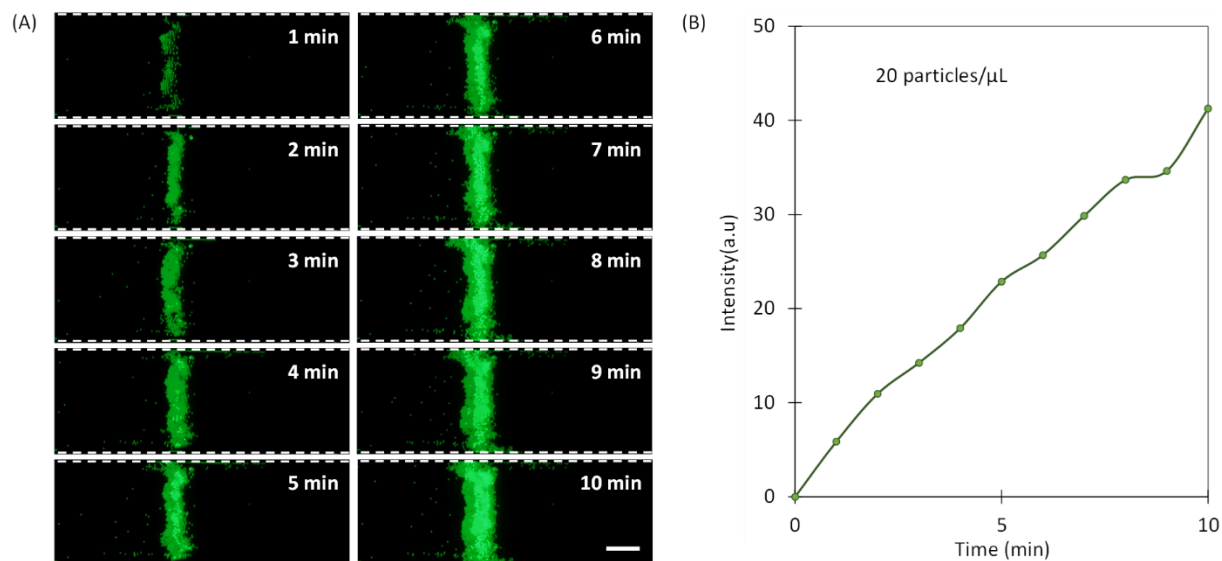 (A)
1 min
6 min
2 min
7 min
3 min
8 min
4 min
9 min
5 min
10 min
(B)
50
40
30
20
10
0
Intensity(a.u)
20 particles/µL
0
5
10
Time (min)